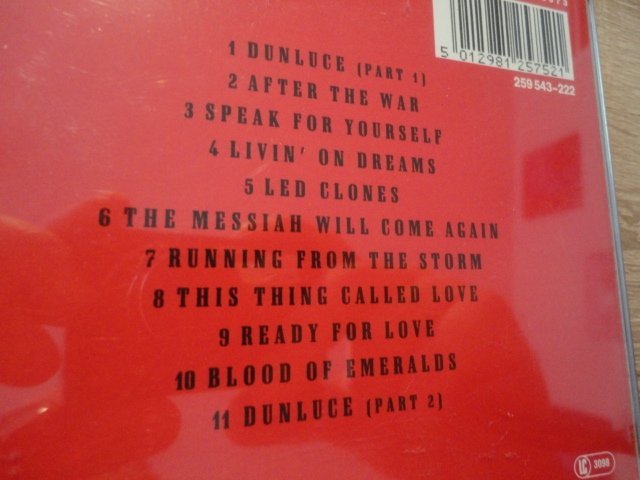 5 012981 257521
259 543-222
1 DUNLUCE (PART 1)
2 AFTER THE WAR
3 SPEAK FOR YOURSELF
4 LIVIN' ON DREAMS
5 LED CLONES
6 THE MESSIAH WILL COME AGAIN
7 RUNNING FROM THE STORM
8 THIS THING CALLED LOVE
9 READY FOR LOVE
10 BLOOD OF EMERALDS
11 DUNLUCE (PART 2)
LC 3098